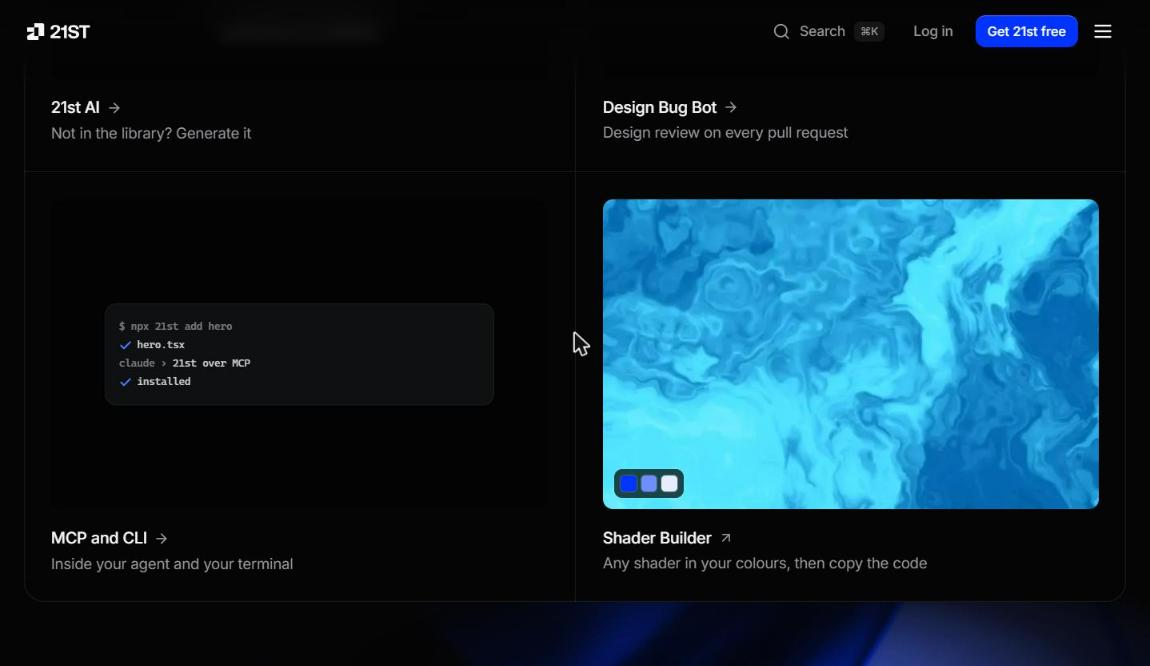 21ST
Search ⌘K
Log in
Get 21st free
21st AI →
Not in the library? Generate it
Design Bug Bot →
Design review on every pull request
$ npx 21st add hero
✓ hero.tsx
claude › 21st over MCP
✓ installed
MCP and CLI →
Inside your agent and your terminal
Shader Builder ↗
Any shader in your colours, then copy the code